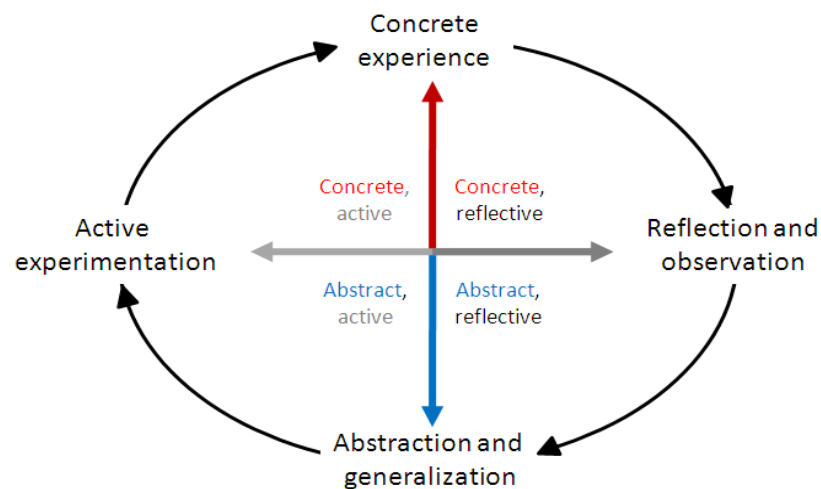 Concrete
experience
Concrete,
active
Concrete,
reflective
Active
experimentation
Reflection and
observation
Abstract,
active
Abstract,
reflective
Abstraction and
generalization